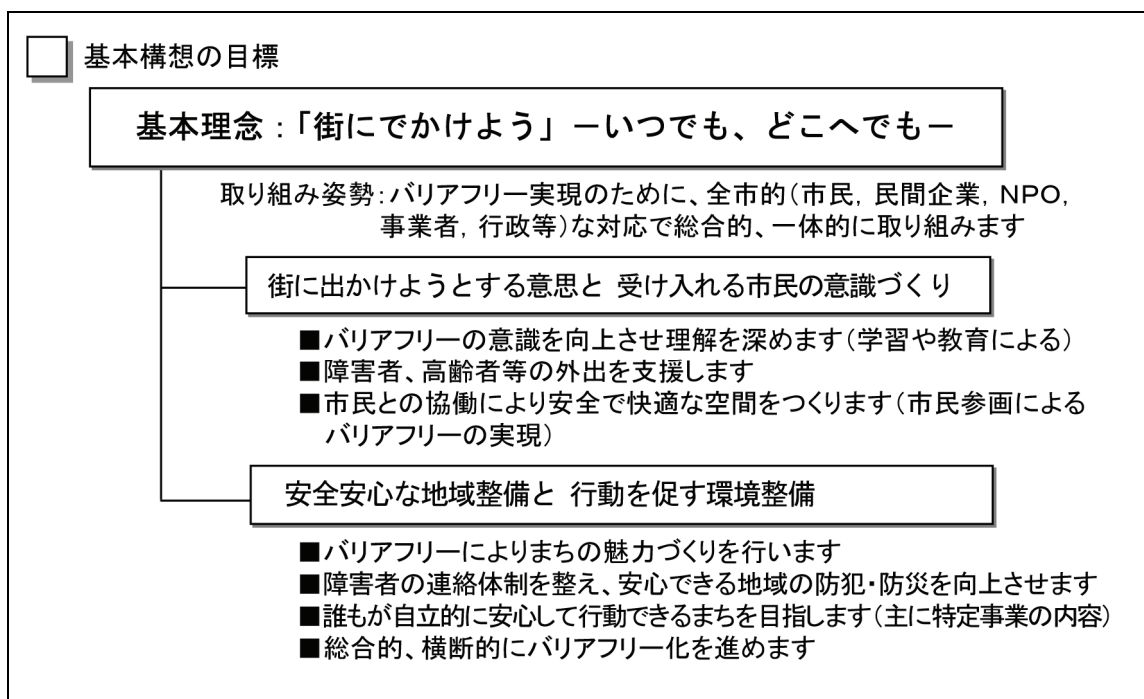 基本構想の目標
基本理念：「街にでかけよう」－いつでも、どこへでも－
取り組み姿勢：バリアフリー実現のために、全市的（市民，民間企業，NPO，
事業者，行政等）な対応で総合的、一体的に取り組みます
街に出かけようとする意思と 受け入れる市民の意識づくり
■バリアフリーの意識を向上させ理解を深めます（学習や教育による）
■障害者、高齢者等の外出を支援します
■市民との協働により安全で快適な空間をつくります（市民参画による
バリアフリーの実現）
安全安心な地域整備と 行動を促す環境整備
■バリアフリーによりまちの魅力づくりを行います
■障害者の連絡体制を整え、安心できる地域の防犯・防災を向上させます
■誰もが自立的に安心して行動できるまちを目指します（主に特定事業の内容）
■総合的、横断的にバリアフリー化を進めます